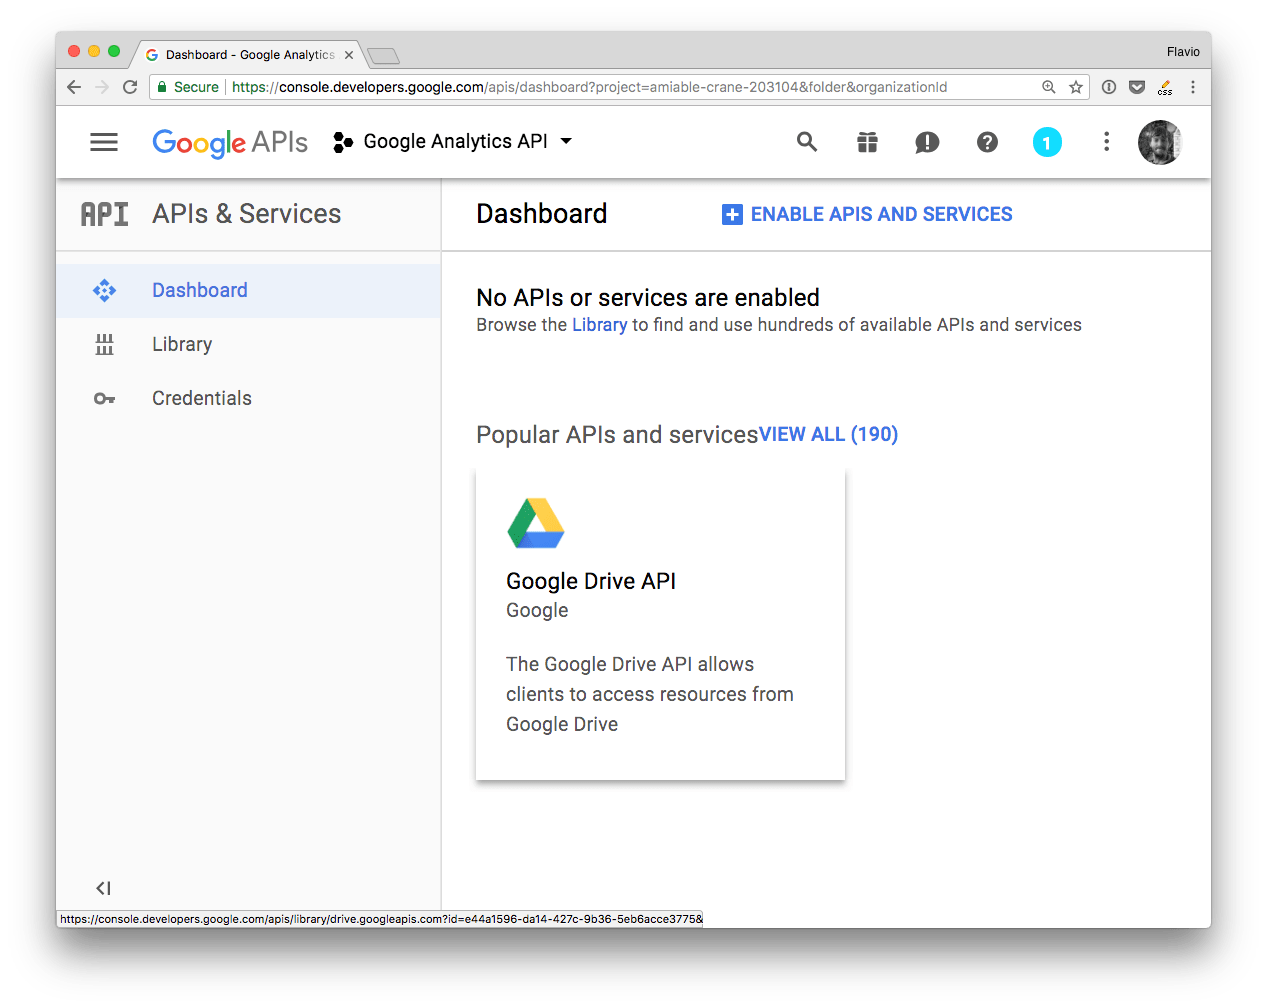 Dashboard - Google Analytics
Flavio
Secure https://console.developers.google.com/apis/dashboard?project=amiable-crane-203104&folder&organizationId
css
Google APIs
Google Analytics API
1
API APIs & Services
Dashboard
ENABLE APIS AND SERVICES
Dashboard
Library
Credentials
No APIs or services are enabled
Browse the Library to find and use hundreds of available APIs and services
Popular APIs and services VIEW ALL (190)
Google Drive API
Google
The Google Drive API allows
clients to access resources from
Google Drive
https://console.developers.google.com/apis/library/drive.googleapis.com?id=e44a1596-da14-427c-9b36-5eb6acce3775&